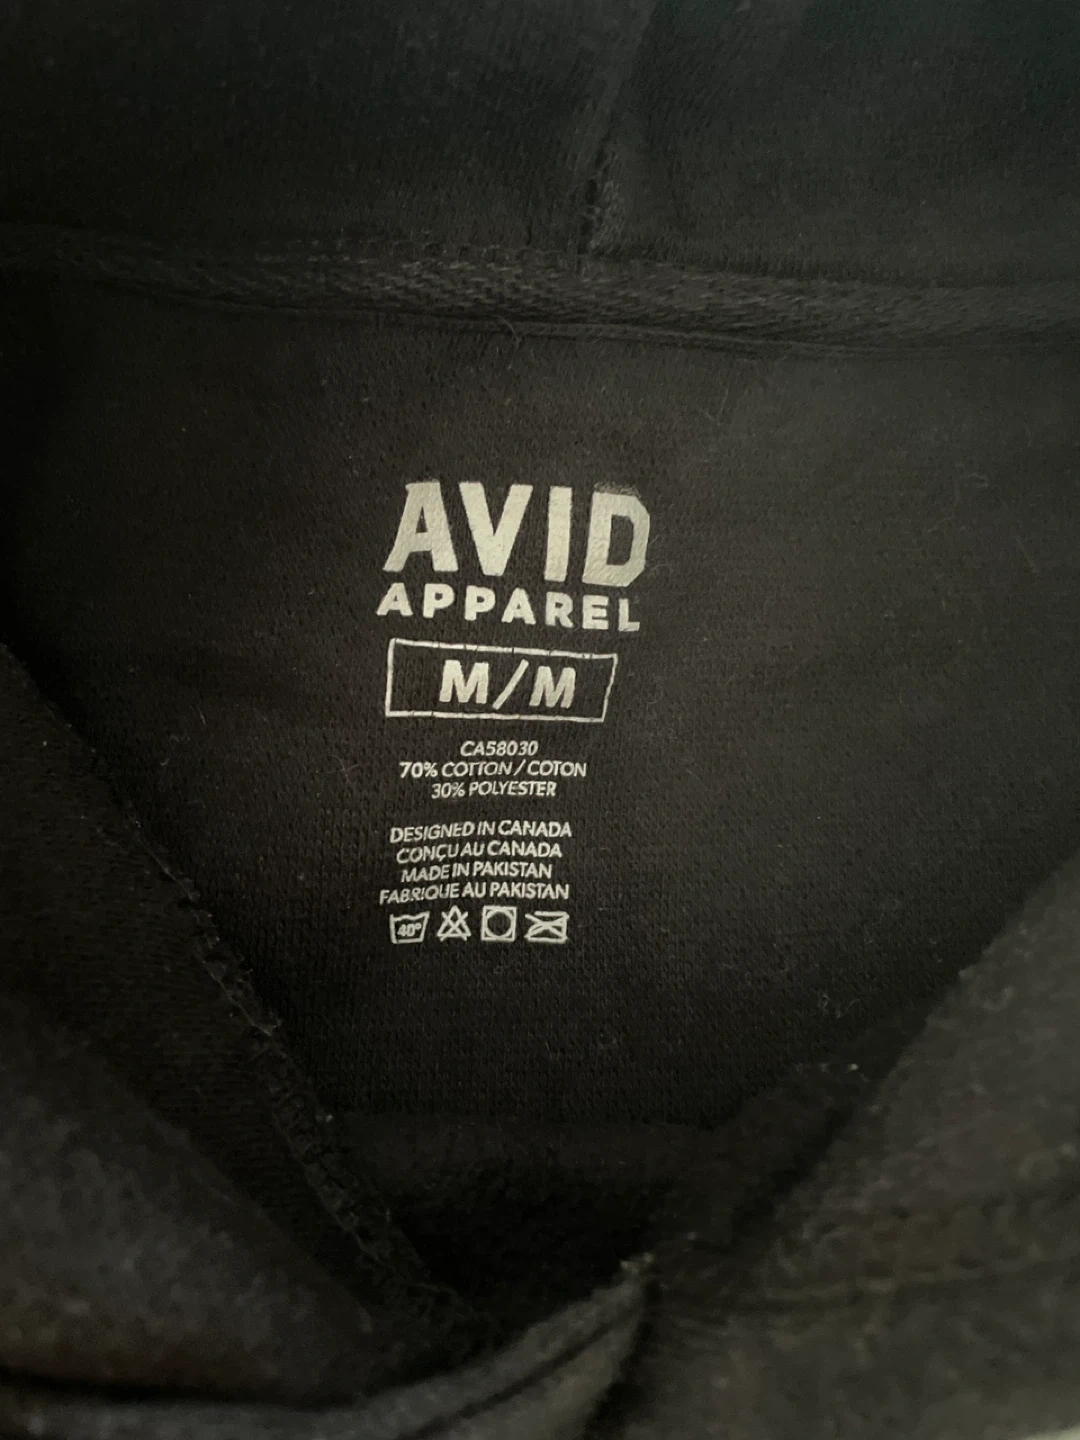 AVID
APPAREL
M/M
CA58030
70% COTTON / COTON
30% POLYESTER
DESIGNED IN CANADA
CONÇU AU CANADA
MADE IN PAKISTAN
FABRIQUE AU PAKISTAN
40°